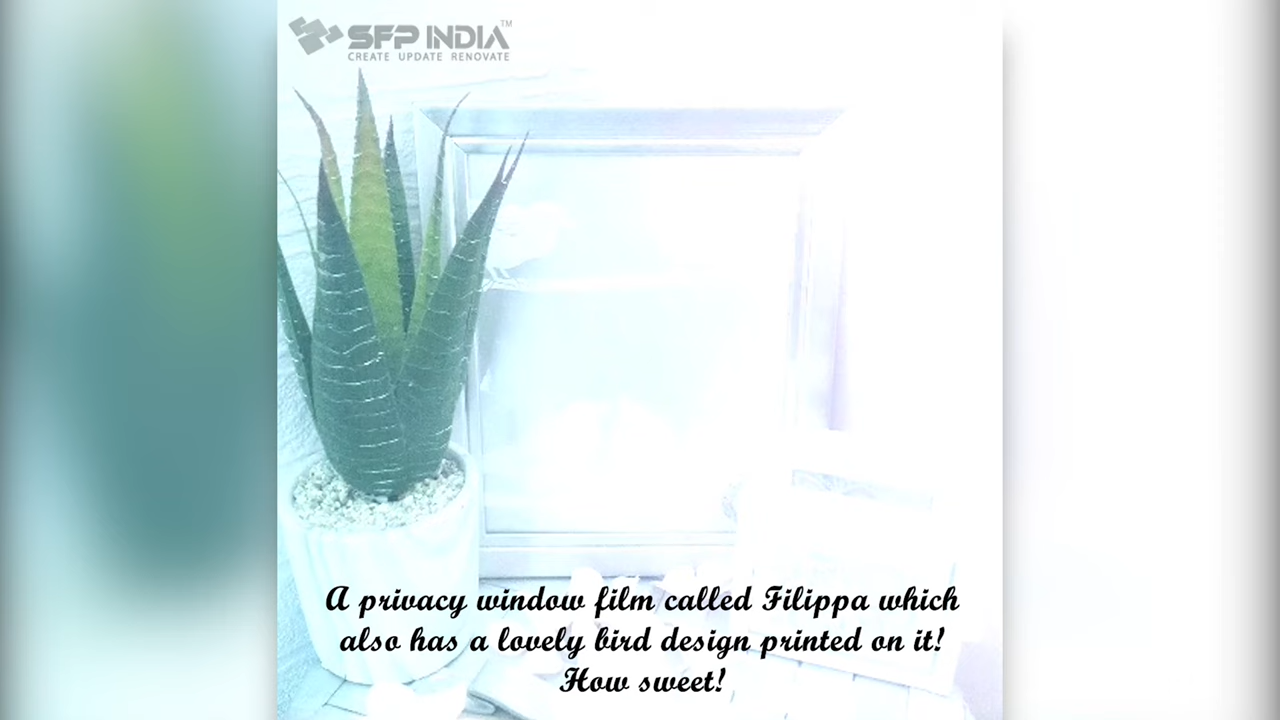 SFP INDIA™
CREATE UPDATE RENOVATE
A privacy window film called Filippa which
also has a lovely bird design printed on it!
How sweet!